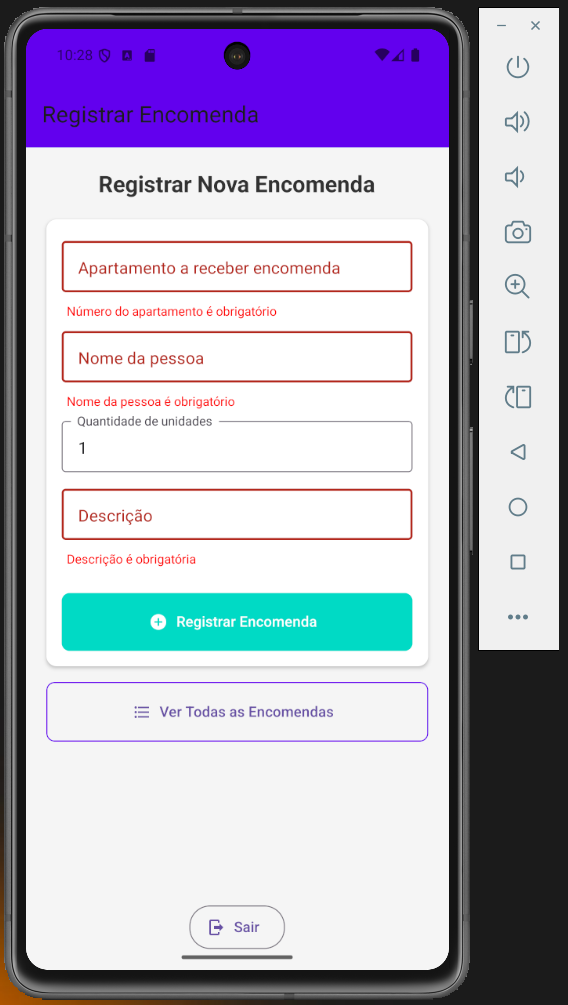 10:28
Registrar Encomenda
Registrar Nova Encomenda
Apartamento a receber encomenda
Número do apartamento é obrigatório
Nome da pessoa
Nome da pessoa é obrigatório
Quantidade de unidades
1
Descrição
Descrição é obrigatória
Registrar Encomenda
Ver Todas as Encomendas
Sair